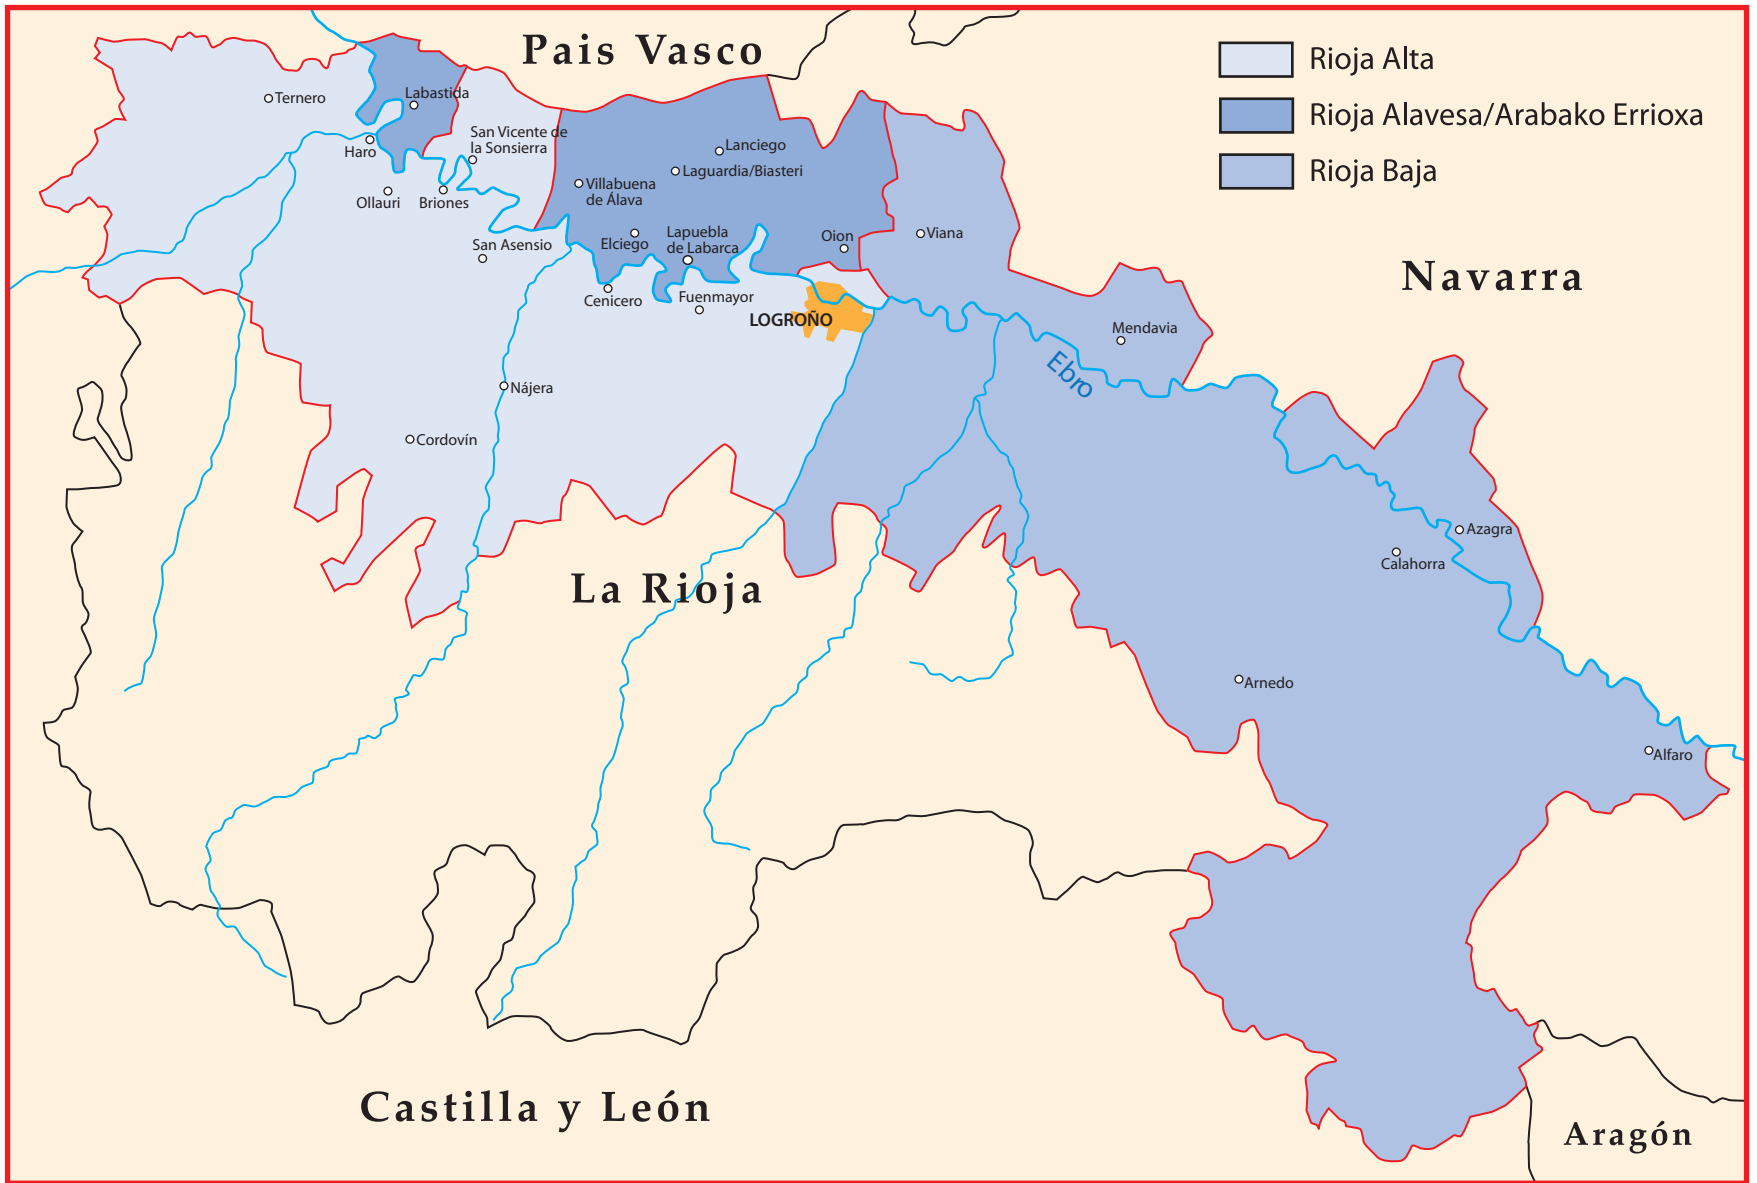 Pais Vasco
Rioja Alta
Rioja Alavesa/Arabako Errioxa
Rioja Baja
Ternero
Labastida
San Vicente de
la Sonsierra
Haro
Lanciego
Laguardia/Biasteri
Villabuena
de Álava
Ollauri
Briones
San Asensio
Elciego
Lapuebla
de Labarca
Oion
Viana
Navarra
Cenicero
Fuenmayor
LOGROÑO
Mendavia
Ebro
Nájera
Cordovín
Azagra
Calahorra
La Rioja
Arnedo
Alfaro
Castilla y León
Aragón